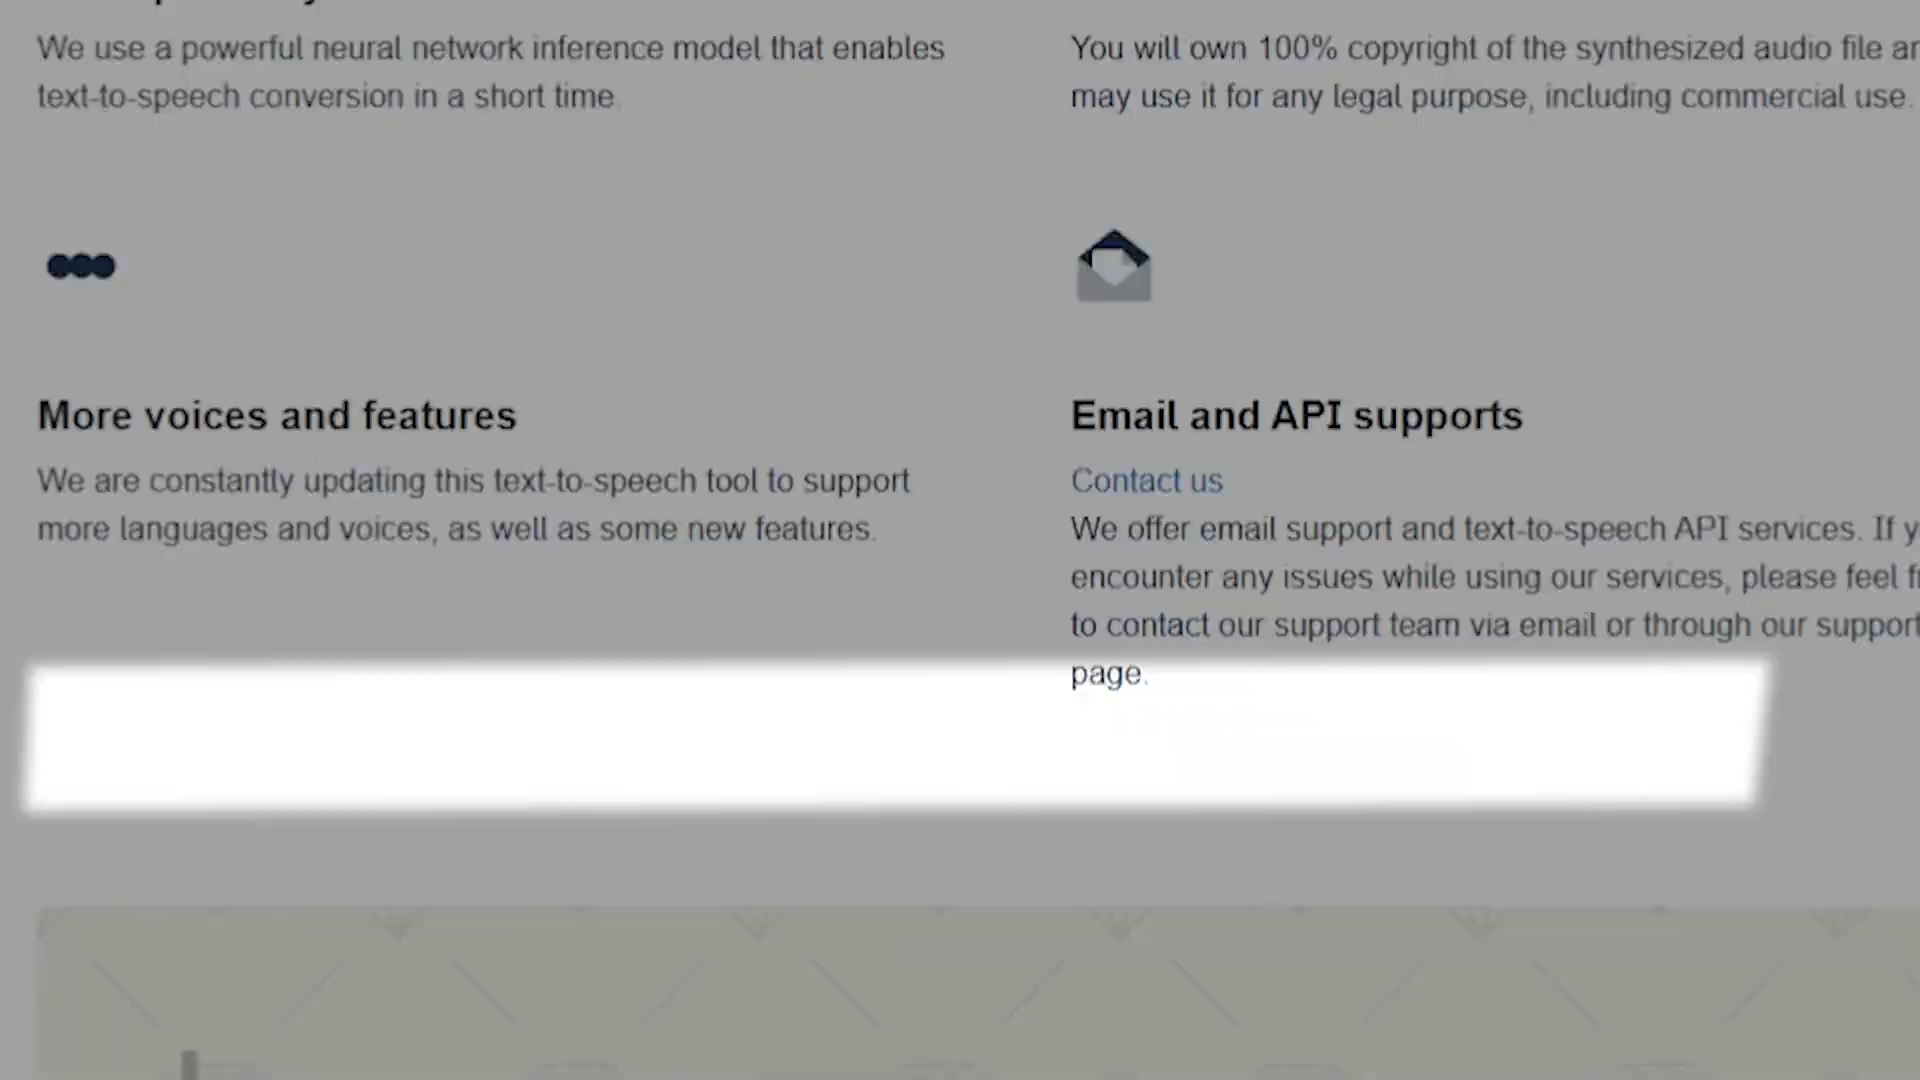 We use a powerful neural network inference model that enables
text-to-speech conversion in a short time.
You will own 100% copyright of the synthesized audio file
may use it for any legal purpose, including commercial use.
More voices and features
We are constantly updating this text-to-speech tool to support
more languages and voices, as well as some new features.
Email and API supports
Contact us
We offer email support and text-to-speech API services. If
encounter any issues while using our services, please feel
to contact our support team via email or through our support
page.